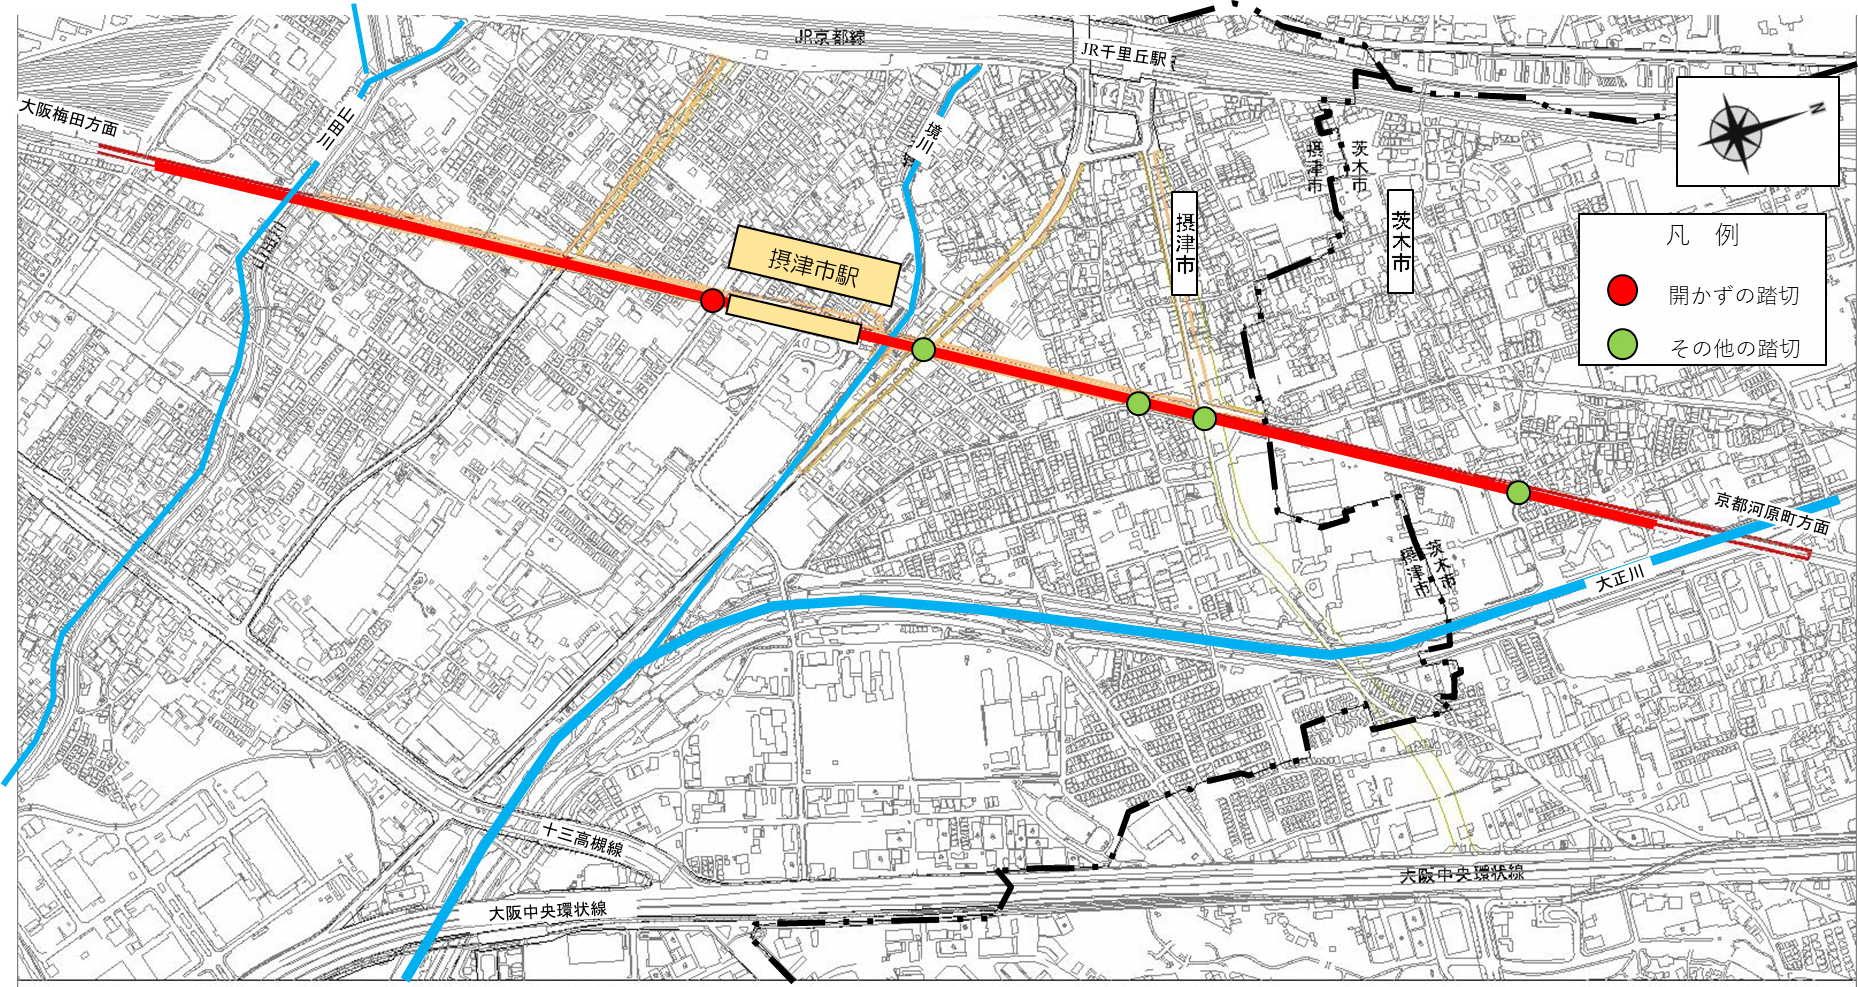 JR京都線
JR千里丘駅
大阪梅田方面
山田川
境川
摂津市
茨木市
摂津市
茨木市
N
凡　例
開かずの踏切
その他の踏切
山田川
摂津市駅
京都河原町方面
摂津市
茨木市
大正川
十三高槻線
大阪中央環状線
大阪中央環状線